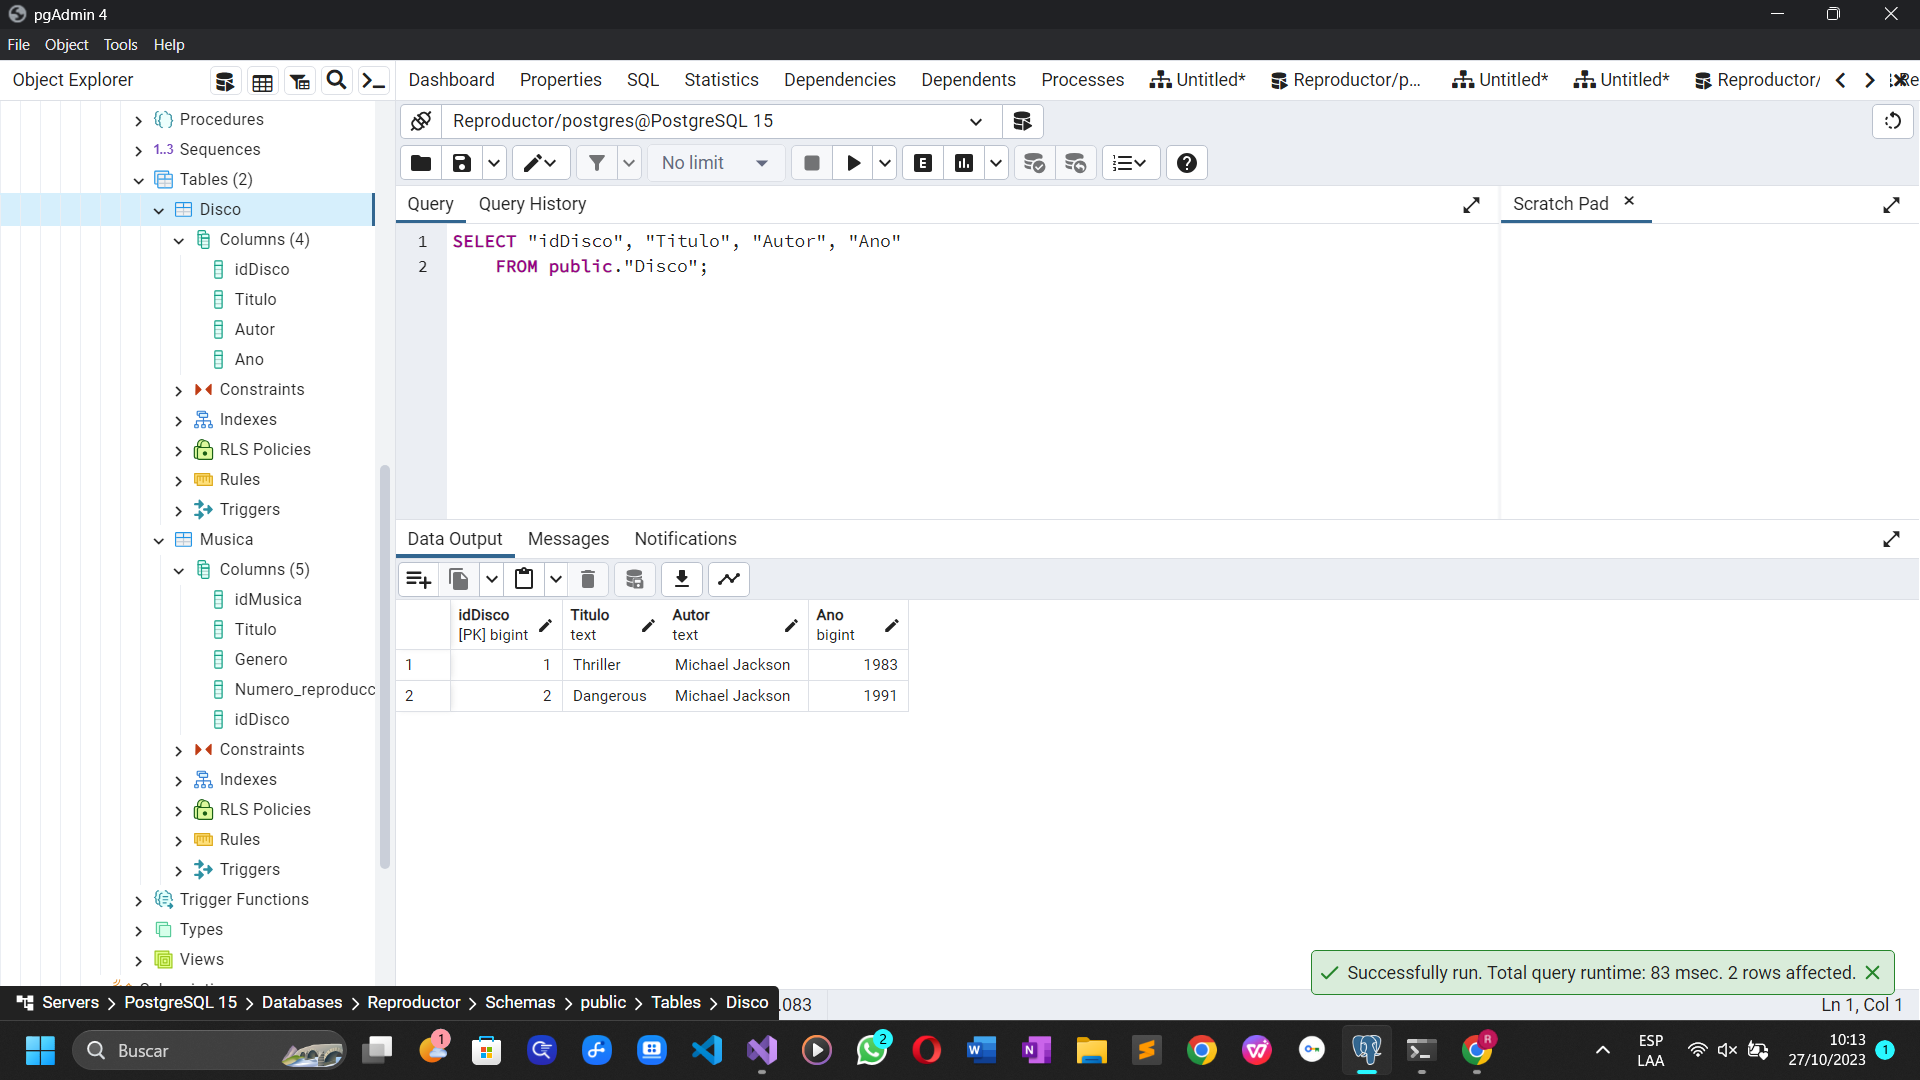 pgAdmin 4
File Object Tools Help
Object Explorer
Dashboard Properties SQL Statistics Dependencies Dependents Processes Untitled* Reproductor/p... Untitled* Untitled* Reproductor/
Procedures
1..3 Sequences
Tables (2)
Disco
Columns (4)
idDisco
Titulo
Autor
Ano
Constraints
Indexes
RLS Policies
Rules
Triggers
Musica
Columns (5)
idMusica
Titulo
Genero
Numero_reproducc
idDisco
Constraints
Indexes
RLS Policies
Rules
Triggers
Trigger Functions
Types
Views
Reproductor/postgres@PostgreSQL 15
No limit
E
Query Query History
Scratch Pad
1 SELECT "idDisco", "Titulo", "Autor", "Ano"
2 FROM public."Disco";
Data Output Messages Notifications
idDisco Titulo Autor Ano
[PK] bigint text text bigint
1 1 Thriller Michael Jackson 1983
2 2 Dangerous Michael Jackson 1991
Successfully run. Total query runtime: 83 msec. 2 rows affected.
Servers > PostgreSQL 15 > Databases > Reproductor > Schemas > public > Tables > Disco
.083
Ln 1, Col 1
Buscar
1
2
R
ESP
LAA
10:13
27/10/2023
1